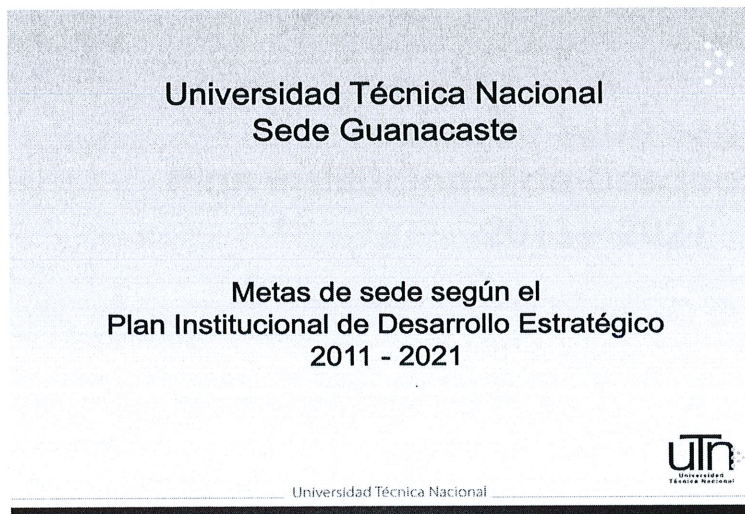 Universidad Técnica Nacional
Sede Guanacaste
Metas de sede según el
Plan Institucional de Desarrollo Estratégico
2011 - 2021
utn
Universidad
Técnica Nacional
Universidad Técnica Nacional